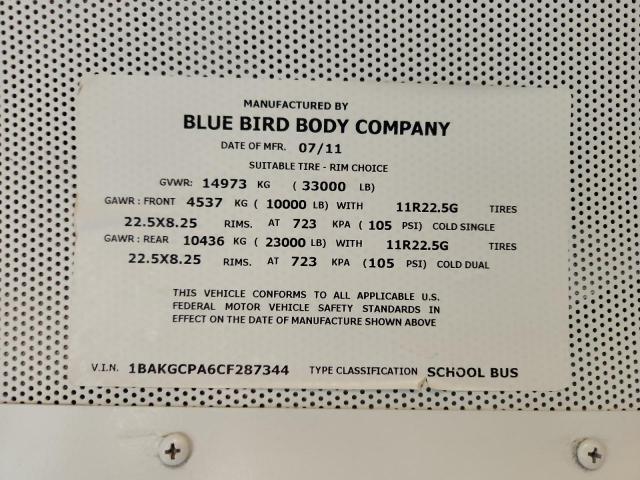 MANUFACTURED BY
BLUE BIRD BODY COMPANY
DATE OF MFR. 07/11
SUITABLE TIRE - RIM CHOICE
GVWR: 14973 KG ( 33000 LB)
GAWR : FRONT 4537 KG ( 10000 LB) WITH 11R22.5G TIRES
22.5X8.25 RIMS. AT 723 KPA ( 105 PSI) COLD SINGLE
GAWR : REAR 10436 KG ( 23000 LB) WITH 11R22.5G TIRES
22.5X8.25 RIMS. AT 723 KPA (105 PSI) COLD DUAL
THIS VEHICLE CONFORMS TO ALL APPLICABLE U.S.
FEDERAL MOTOR VEHICLE SAFETY STANDARDS IN
EFFECT ON THE DATE OF MANUFACTURE SHOWN ABOVE
V.I.N. 1BAKGCPA6CF287344 TYPE CLASSIFICATION SCHOOL BUS